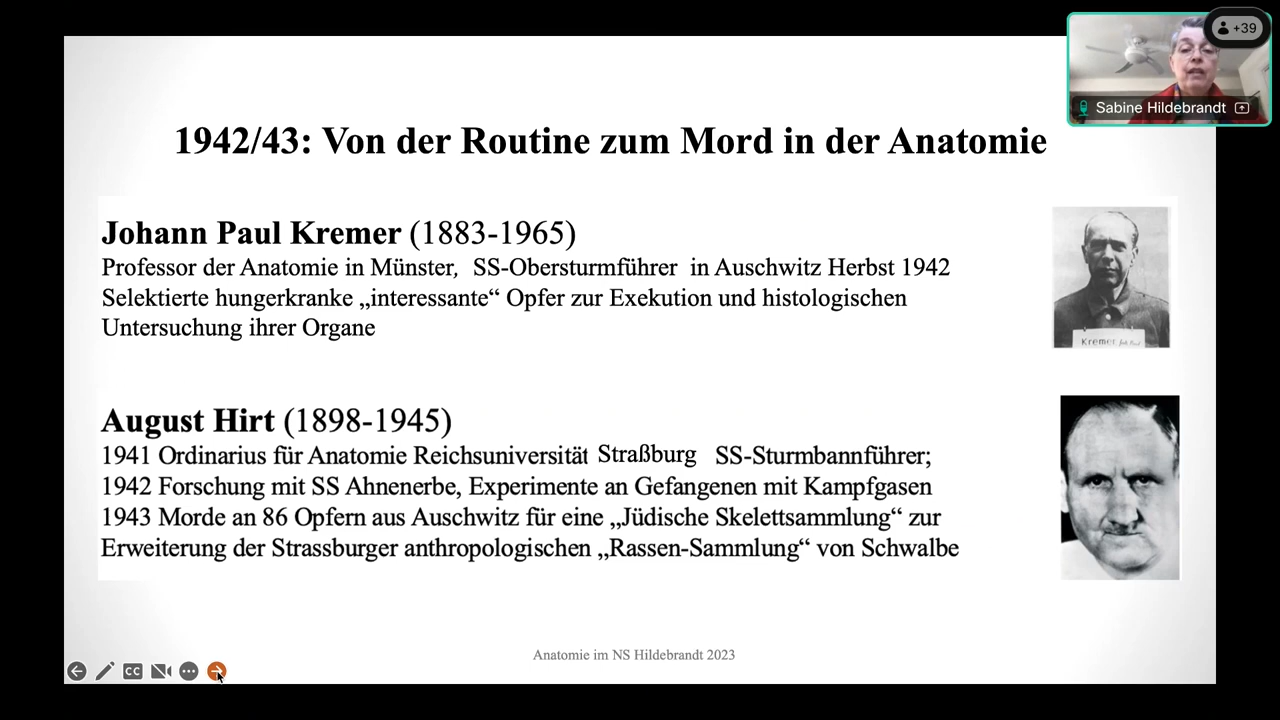 +39
Sabine Hildebrandt
1942/43: Von der Routine zum Mord in der Anatomie
Johann Paul Kremer (1883-1965)
Professor der Anatomie in Münster, SS-Obersturmführer in Auschwitz Herbst 1942
Selektierte hungerkranke „interessante“ Opfer zur Exekution und histologischen
Untersuchung ihrer Organe
Kremer
August Hirt (1898-1945)
1941 Ordinarius für Anatomie Reichsuniversität Straßburg SS-Sturmbannführer;
1942 Forschung mit SS Ahnenerbe, Experimente an Gefangenen mit Kampfgasen
1943 Morde an 86 Opfern aus Auschwitz für eine „Jüdische Skelettsammlung“ zur
Erweiterung der Strassburger anthropologischen „Rassen-Sammlung“ von Schwalbe
Anatomie im NS Hildebrandt 2023
CC